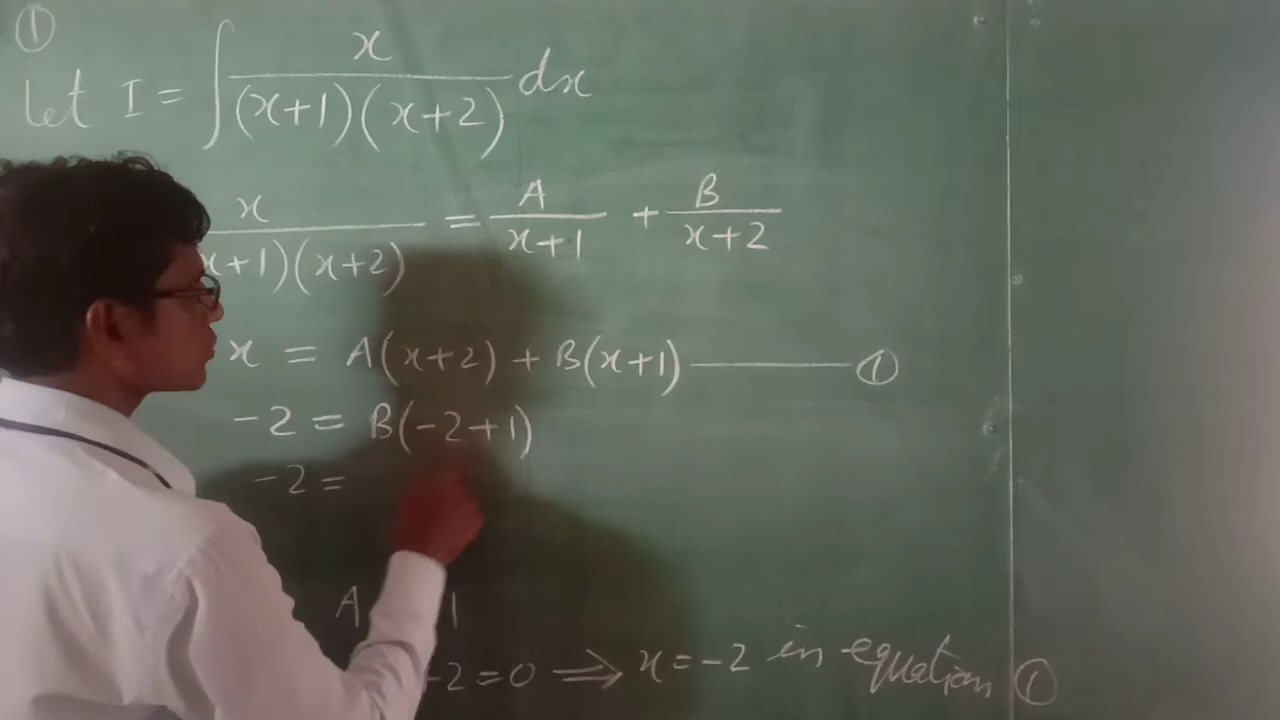 ①
Let I = ∫ x / (x+1)(x+2) dx
x / x+1)(x+2) = A / x+1 + B / x+2
x = A(x+2) + B(x+1) ——— ①
-2 = B(-2+1)
-2 =
A 1
-2 = 0 ⟹ x = -2 in equation ①